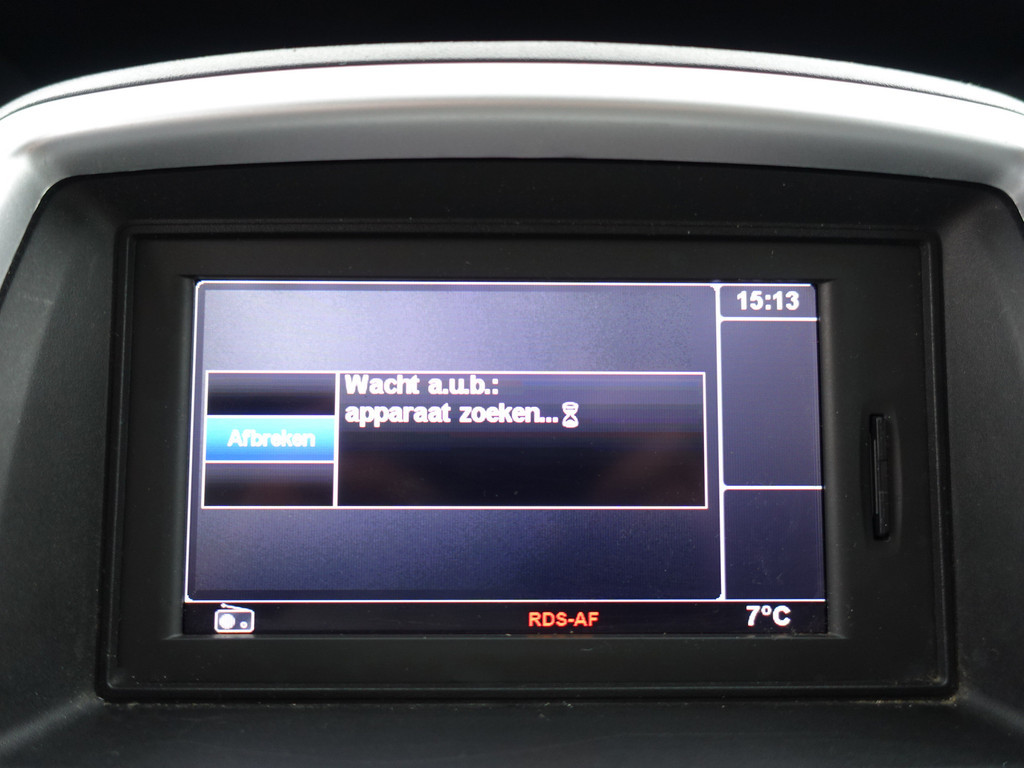 15:13
Wacht a.u.b.:
apparaat zoeken...
Afbreken
RDS-AF
7°C